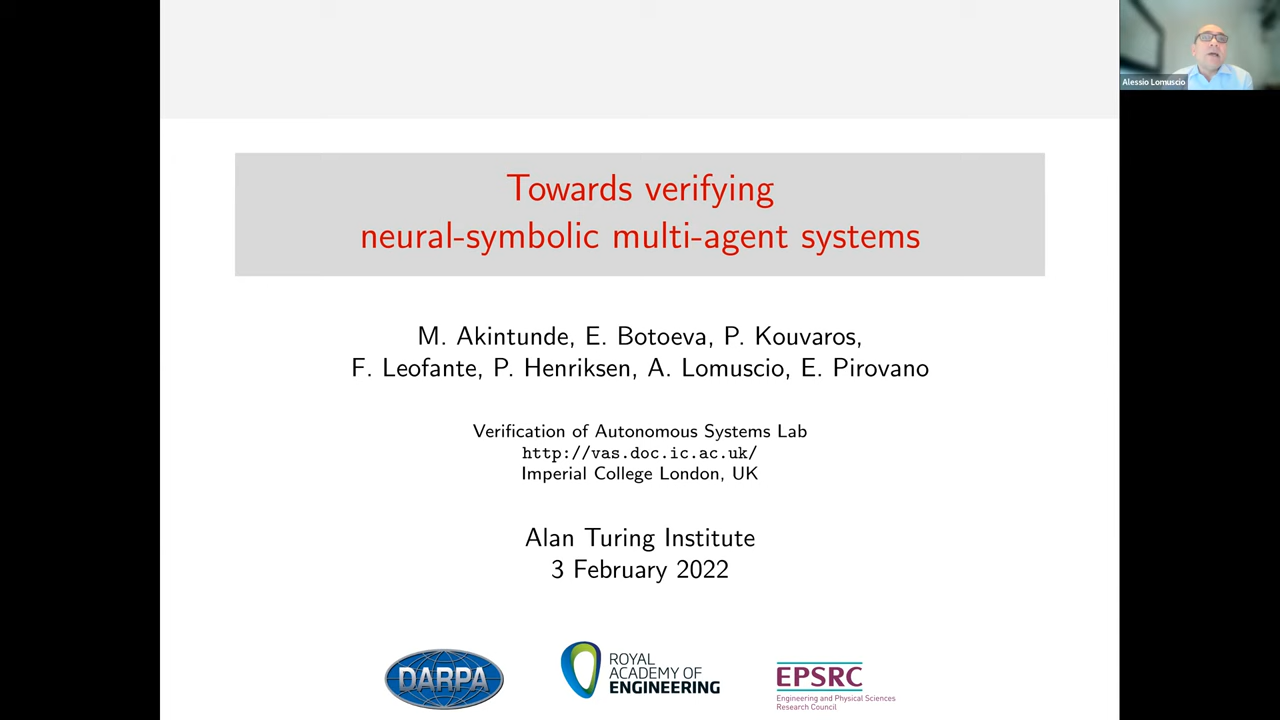 Alessio Lomuscio
Towards verifying
neural-symbolic multi-agent systems
M. Akintunde, E. Botoeva, P. Kouvaros,
F. Leofante, P. Henriksen, A. Lomuscio, E. Pirovano
Verification of Autonomous Systems Lab
http://vas.doc.ic.ac.uk/
Imperial College London, UK
Alan Turing Institute
3 February 2022
DARPA
ROYAL
ACADEMY OF
ENGINEERING
EPSRC
Engineering and Physical Sciences
Research Council